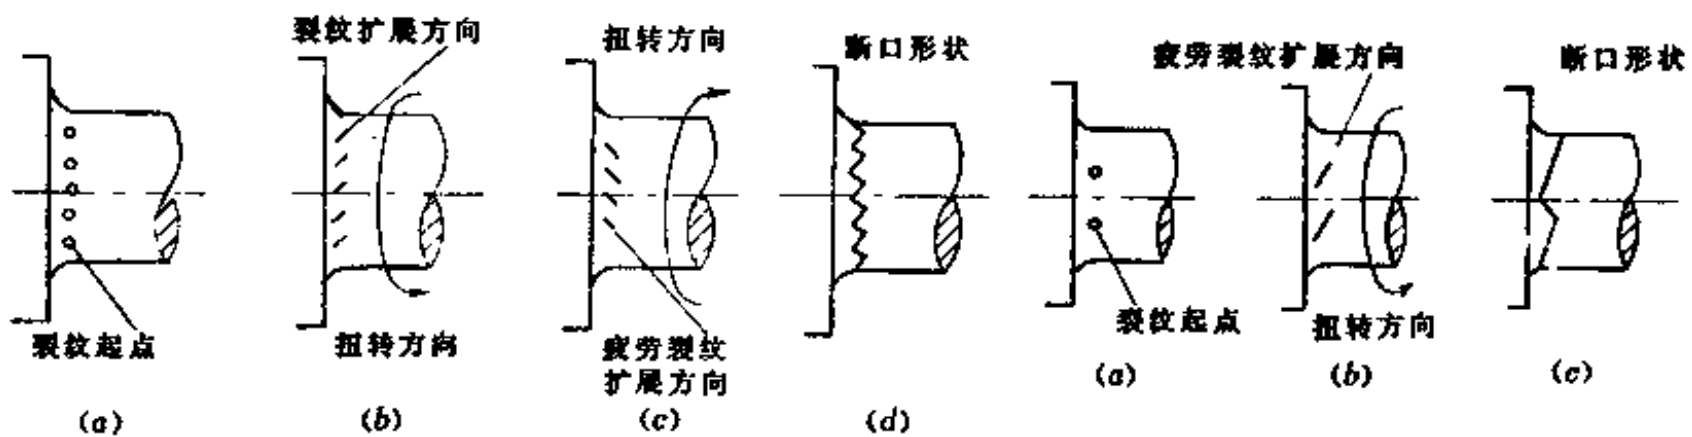 裂纹扩展方向
扭转方向
断口形状
疲劳裂纹扩展方向
断口形状
裂纹起点
扭转方向
疲劳裂纹
扩展方向
裂纹起点
扭转方向
(a)
(b)
(c)
(d)
(a)
(b)
(c)